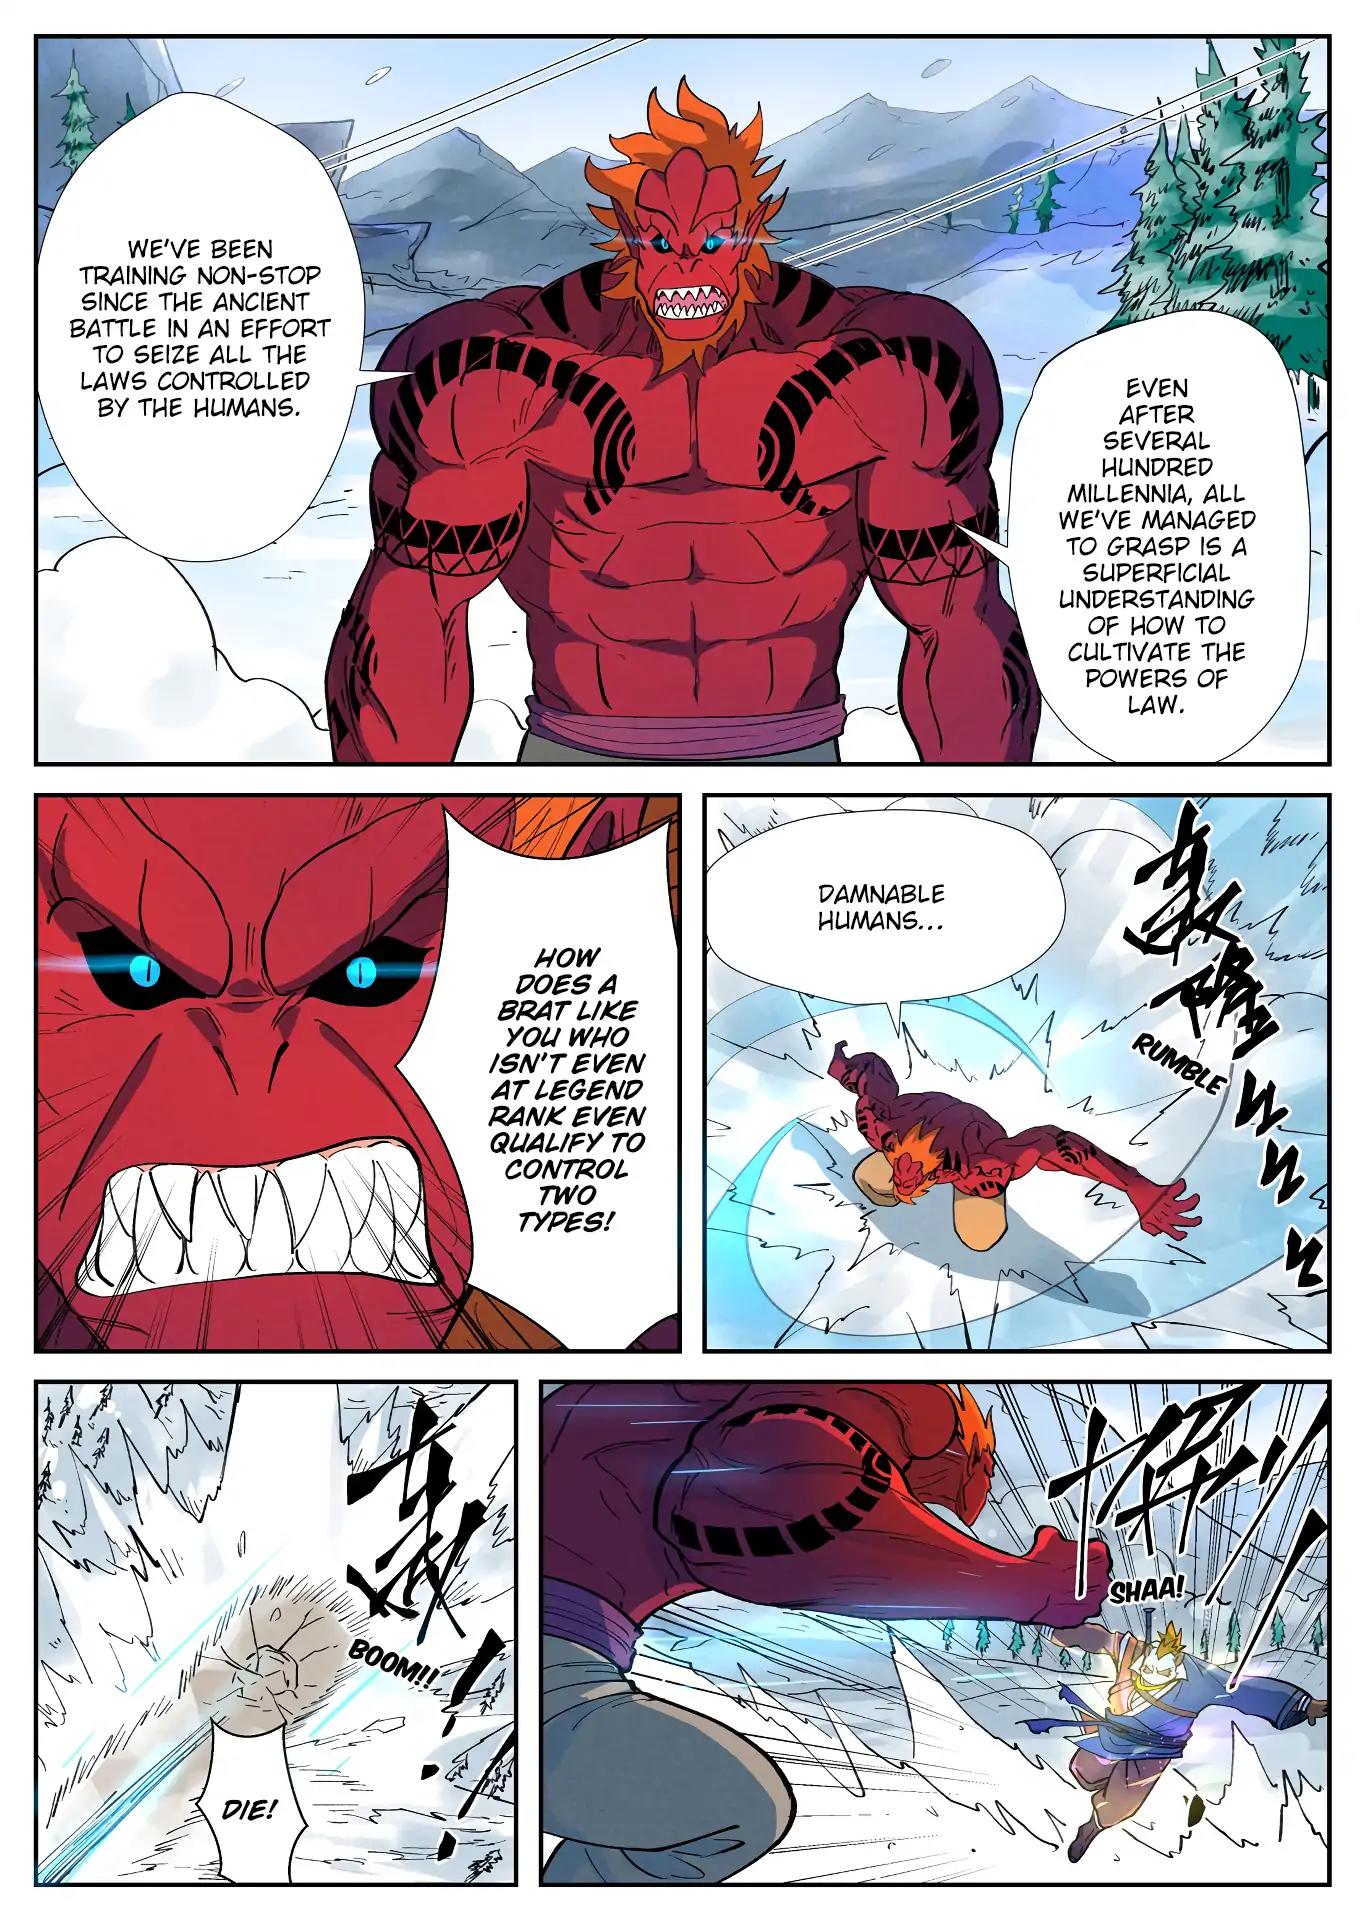 WE'VE BEEN
TRAINING NON-STOP
SINCE THE ANCIENT
BATTLE IN AN EFFORT
TO SEIZE ALL THE
LAWS CONTROLLED
BY THE HUMANS.
EVEN
AFTER
SEVERAL
HUNDRED
MILLENNIA, ALL
WE'VE MANAGED
TO GRASP IS A
SUPERFICIAL
UNDERSTANDING
OF HOW TO
CULTIVATE THE
POWERS OF
LAW.
HOW
DOES A
BRAT LIKE
YOU WHO
ISN'T EVEN
AT LEGEND
RANK EVEN
QUALIFY TO
CONTROL
TWO
TYPES!
DAMNABLE
HUMANS...
RUMBLE
BOOM!!
DIE!
SHAA!